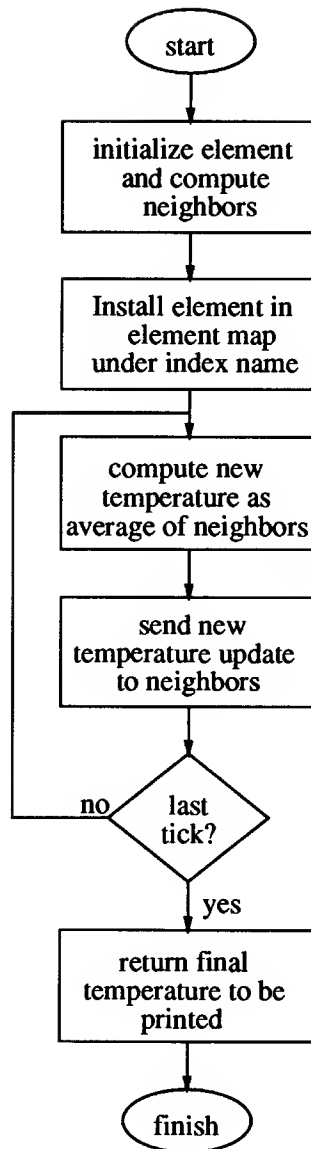 start
initialize element
and compute
neighbors
Install element in
element map
under index name
compute new
temperature as
average of neighbors
send new
temperature update
to neighbors
no
last
tick?
yes
return final
temperature to be
printed
finish